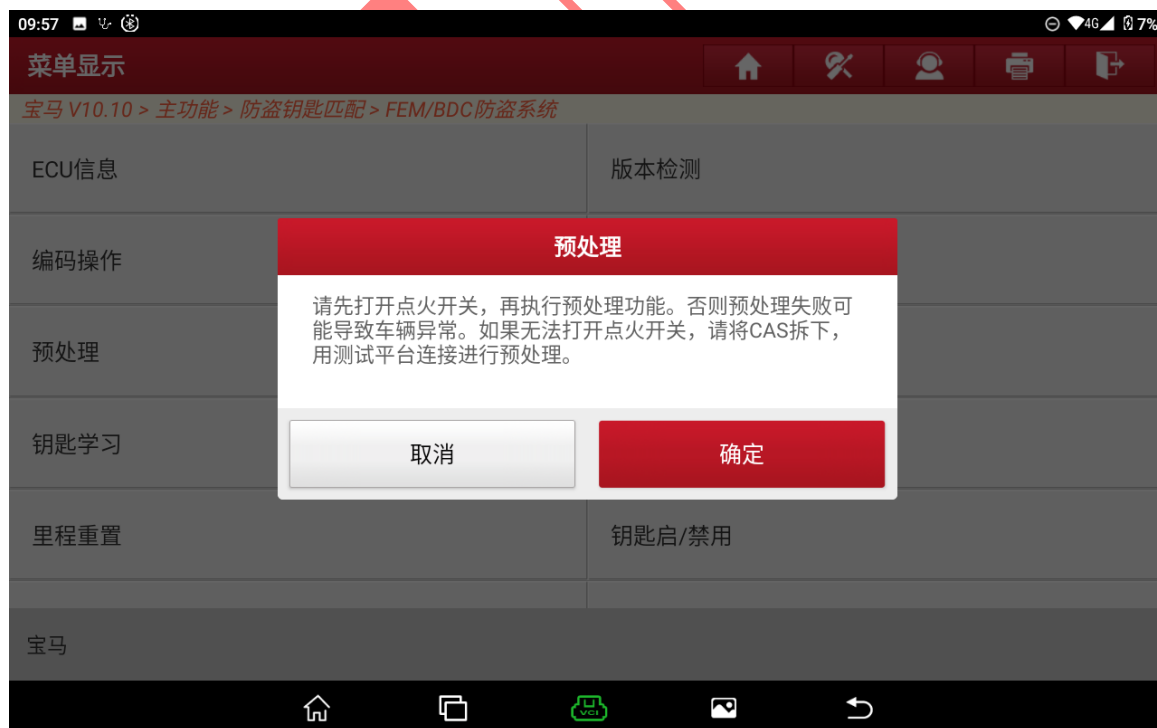 09:57
4G 7%
菜单显示
宝马 V10.10 > 主功能 > 防盗钥匙匹配 > FEM/BDC防盗系统
ECU信息
版本检测
编码操作
预处理
请先打开点火开关，再执行预处理功能。否则预处理失败可
能导致车辆异常。如果无法打开点火开关，请将CAS拆下，
用测试平台连接进行预处理。
预处理
取消
确定
钥匙学习
里程重置
钥匙启/禁用
宝马
VCI